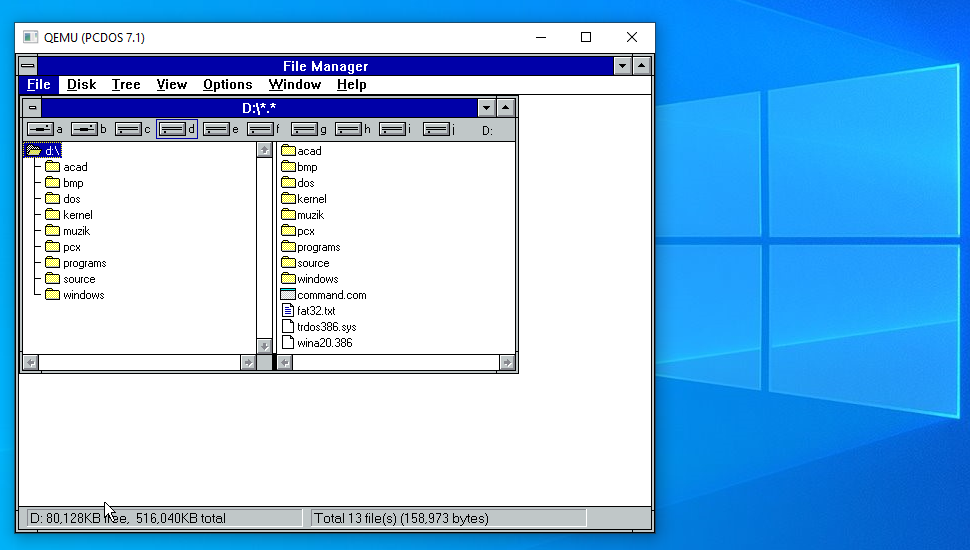 QEMU (PCDOS 7.1)
File Manager
File Disk Tree View Options Window Help
D:\*.*
a b c d e f g h i j D:
d:\
acad
bmp
dos
kernel
muzik
pcx
programs
source
windows
acad
bmp
dos
kernel
muzik
pcx
programs
source
windows
command.com
fat32.txt
trdos386.sys
wina20.386
D: 80,128KB free, 516,040KB total
Total 13 file(s) (158,973 bytes)